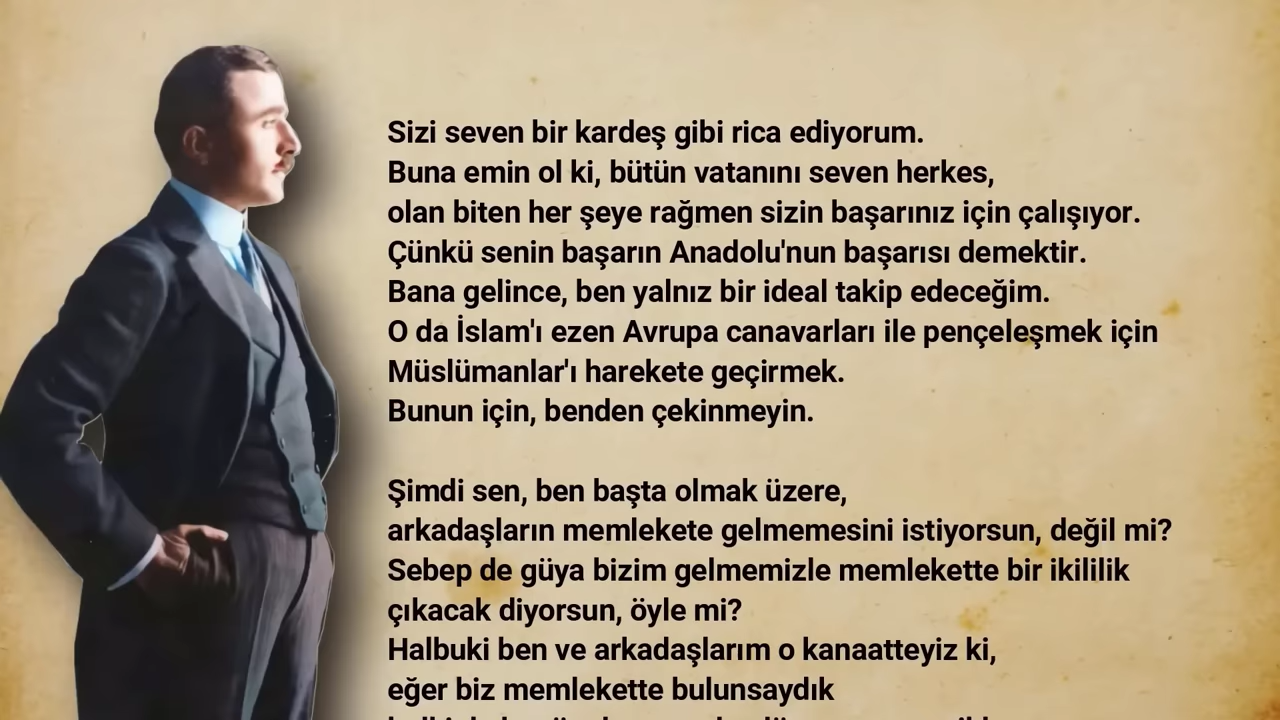 Sizi seven bir kardeş gibi rica ediyorum.
Buna emin ol ki, bütün vatanını seven herkes,
olan biten her şeye rağmen sizin başarınız için çalışıyor.
Çünkü senin başarın Anadolu'nun başarısı demektir.
Bana gelince, ben yalnız bir ideal takip edeceğim.
O da İslam'ı ezen Avrupa canavarları ile pençeleşmek için
Müslümanlar'ı harekete geçirmek.
Bunun için, benden çekinmeyin.
Şimdi sen, ben başta olmak üzere,
arkadaşların memlekete gelmemesini istiyorsun, değil mi?
Sebep de güya bizim gelmemizle memlekette bir ikililik
çıkacak diyorsun, öyle mi?
Halbuki ben ve arkadaşlarım o kanaatteyiz ki,
eğer biz memlekette bulunsaydık